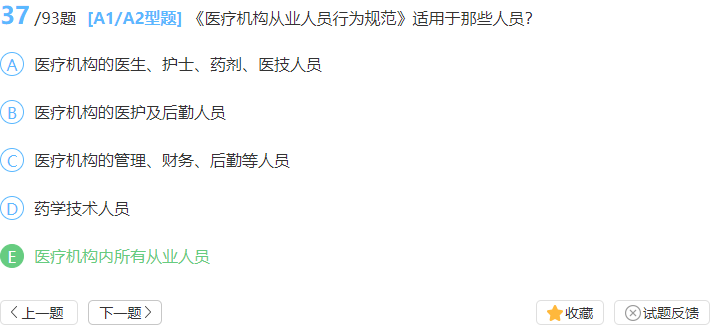 37/93题 [A1/A2型题] 《医疗机构从业人员行为规范》适用于那些人员?
A 医疗机构的医生、护士、药剂、医技人员
B 医疗机构的医护及后勤人员
C 医疗机构的管理、财务、后勤等人员
D 药学技术人员
E 医疗机构内所有从业人员
上一题 下一题 收藏 试题反馈